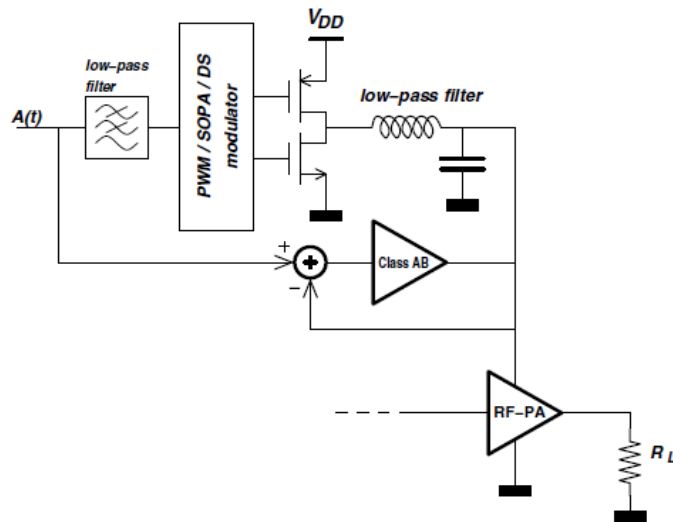 V_DD
low-pass
filter
low-pass filter
A(t)
PWM / SOPA / DS
modulator
+
+
Class AB
−
RF-PA
R_L